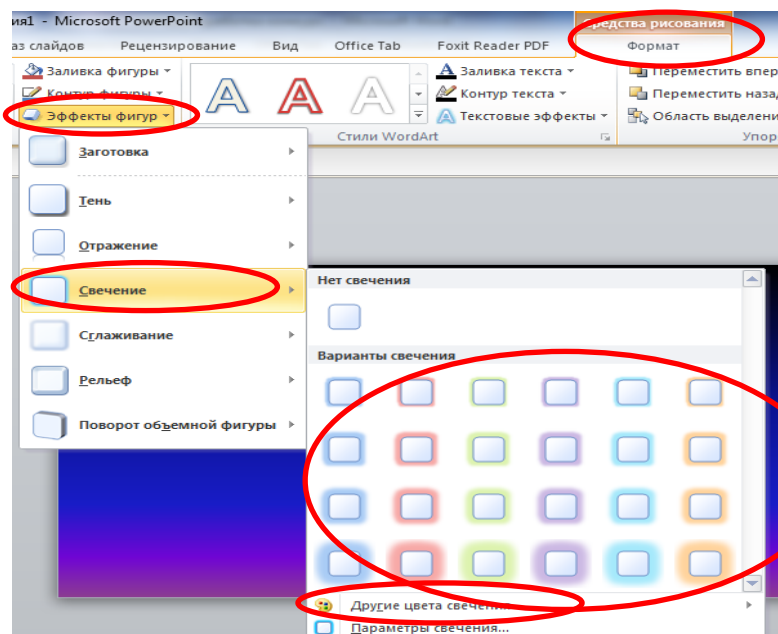 ия1 - Microsoft PowerPoint
Средства рисования
аз слайдов Рецензирование Вид Office Tab Foxit Reader PDF Формат
Заливка фигуры
Контур фигуры
Эффекты фигур
Заливка текста
Контур текста
Текстовые эффекты
Переместить впер
Переместить наза
Область выделени
Стили WordArt
Упор
Заготовка
Тень
Отражение
Свечение
Сглаживание
Рельеф
Поворот объемной фигуры
Нет свечения
Варианты свечения
Другие цвета свечения
Параметры свечения...